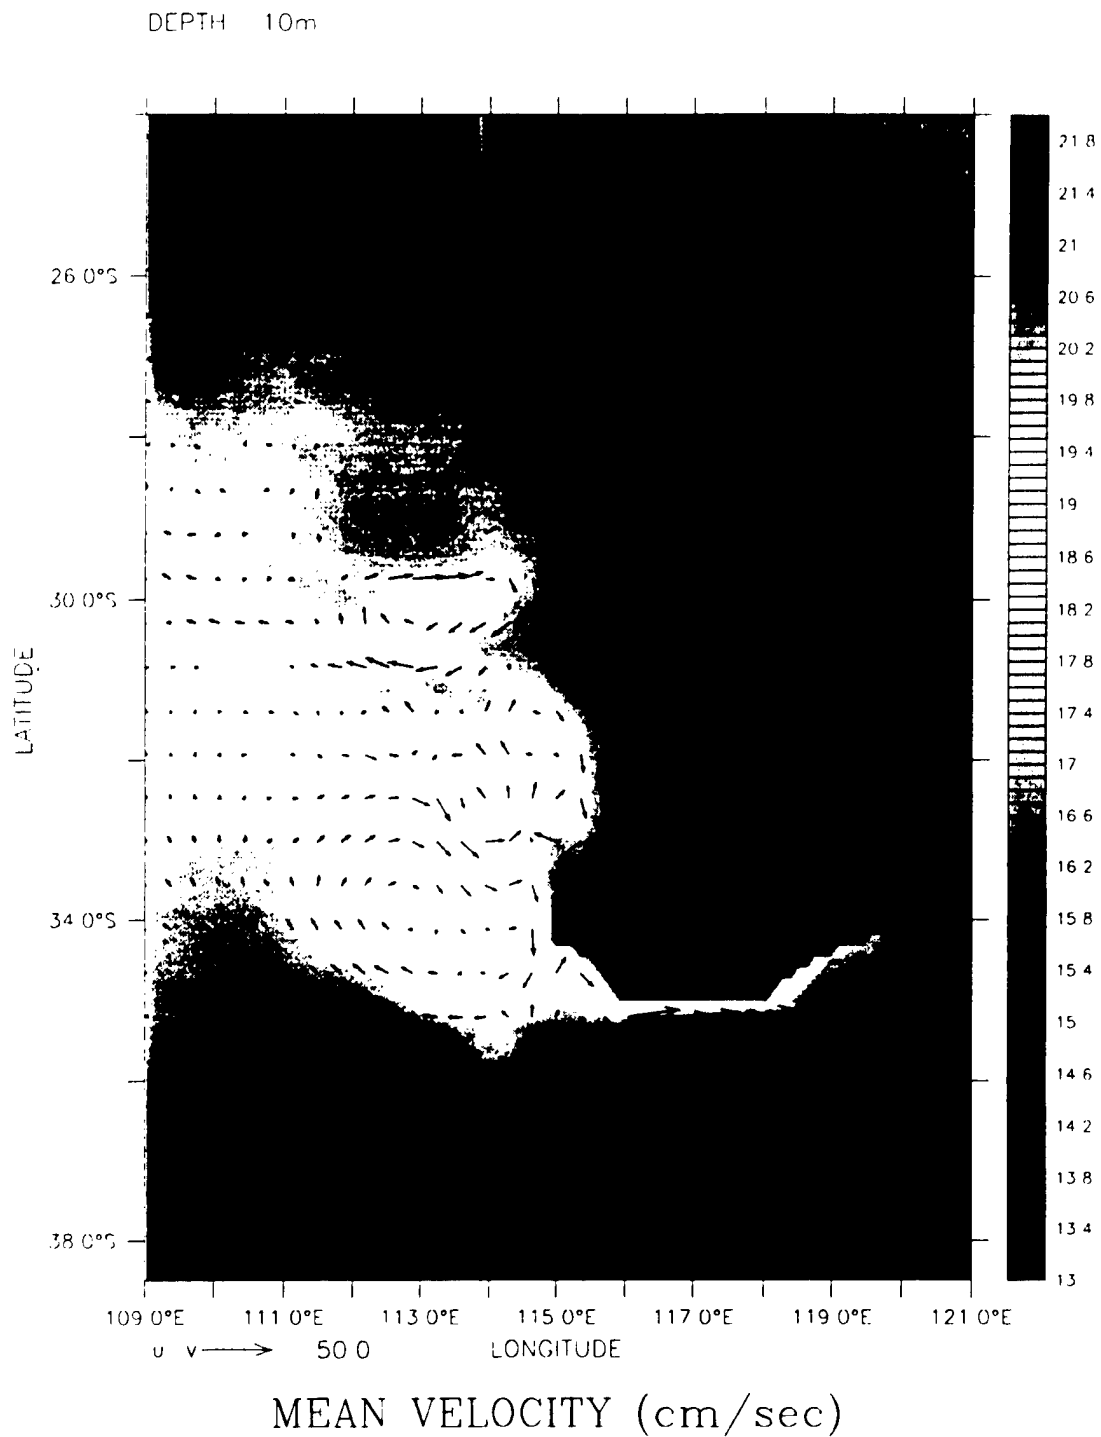 DEPTH 10m
21 8
21 4
21
20 6
20 2
19 8
19 4
19
18 6
18 2
17 8
17 4
17
16 6
16 2
15 8
15 4
15
14 6
14 2
13 8
13 4
13
26 0°S
30 0°S
34 0°S
38 0°S
LATITUDE
109 0°E 111 0°E 113 0°E 115 0°E 117 0°E 119 0°E 121 0°E
u v 50 0 LONGITUDE
MEAN VELOCITY (cm/sec)